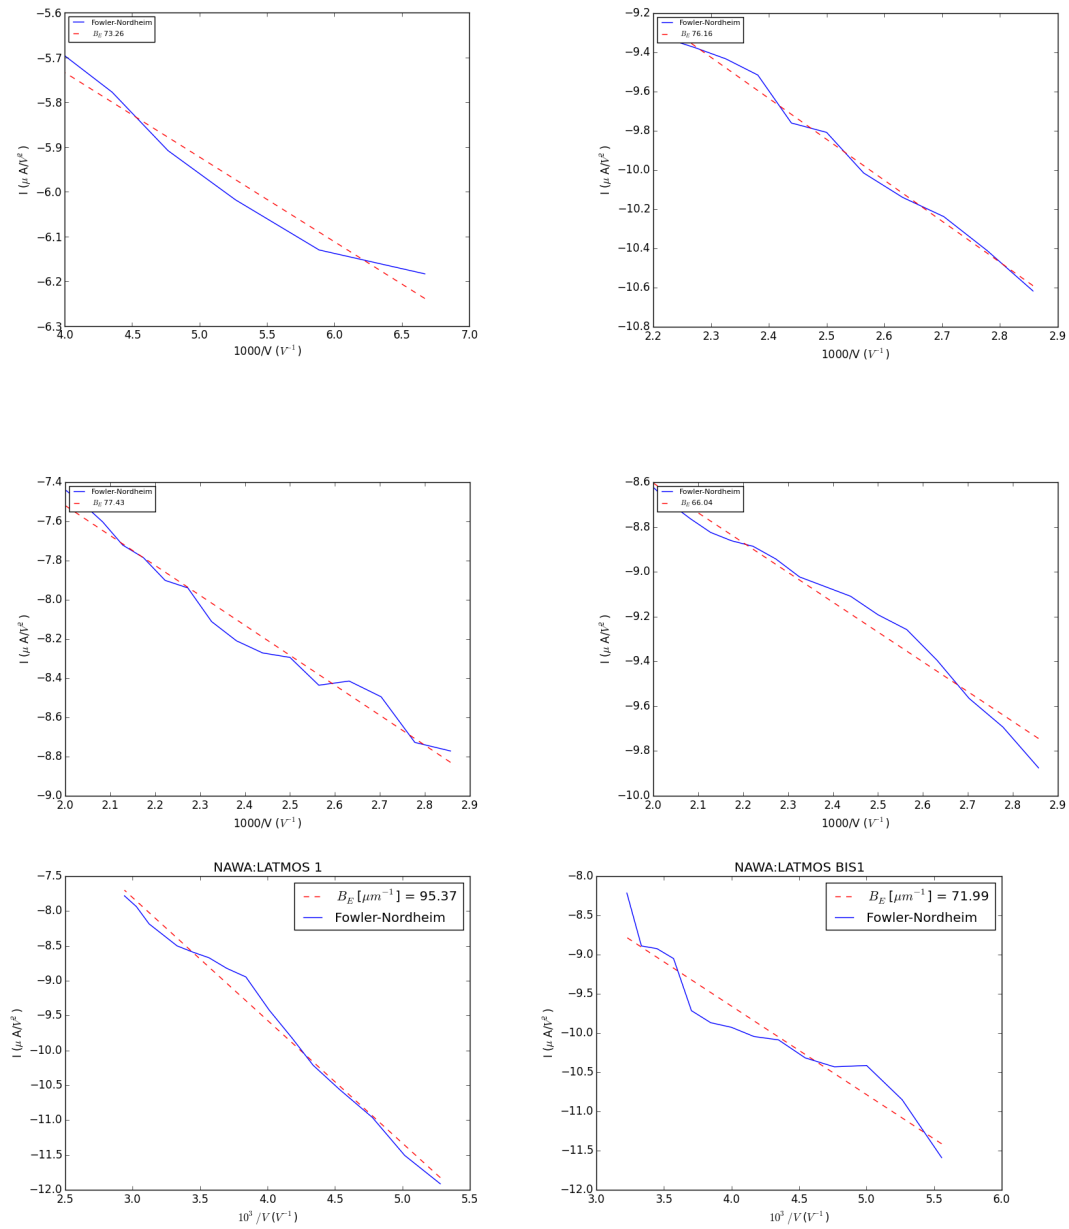 −5.6
Fowler-Nordheim
B_E 73.26
−5.7
−5.8
−5.9
−6.0
−6.1
−6.2
−6.3
I (μ A/V²)
4.0 4.5 5.0 5.5 6.0 6.5 7.0
1000/V (V⁻¹)
−9.2
Fowler-Nordheim
B_E 76.16
−9.4
−9.6
−9.8
−10.0
−10.2
−10.4
−10.6
−10.8
I (μ A/V²)
2.2 2.3 2.4 2.5 2.6 2.7 2.8 2.9
1000/V (V⁻¹)
−7.4
Fowler-Nordheim
B_E 77.43
−7.6
−7.8
−8.0
−8.2
−8.4
−8.6
−8.8
−9.0
I (μ A/V²)
2.0 2.1 2.2 2.3 2.4 2.5 2.6 2.7 2.8 2.9
1000/V (V⁻¹)
−8.6
Fowler-Nordheim
B_E 66.04
−8.8
−9.0
−9.2
−9.4
−9.6
−9.8
−10.0
I (μ A/V²)
2.0 2.1 2.2 2.3 2.4 2.5 2.6 2.7 2.8 2.9
1000/V (V⁻¹)
NAWA:LATMOS 1
−7.5
B_E [μm⁻¹] = 95.37
Fowler-Nordheim
−8.0
−8.5
−9.0
−9.5
−10.0
−10.5
−11.0
−11.5
−12.0
I (μ A/V²)
2.5 3.0 3.5 4.0 4.5 5.0 5.5
10³/V (V⁻¹)
NAWA:LATMOS BIS1
−8.0
B_E [μm⁻¹] = 71.99
Fowler-Nordheim
−8.5
−9.0
−9.5
−10.0
−10.5
−11.0
−11.5
−12.0
I (μ A/V²)
3.0 3.5 4.0 4.5 5.0 5.5 6.0
10³/V (V⁻¹)